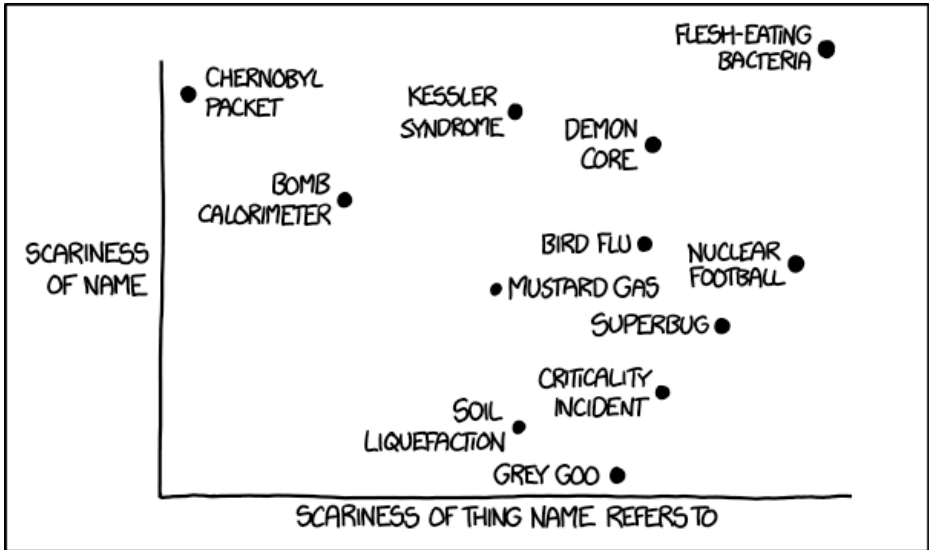 FLESH-EATING
BACTERIA
CHERNOBYL
PACKET
KESSLER
SYNDROME
DEMON
CORE
BOMB
CALORIMETER
SCARINESS
OF NAME
BIRD FLU
NUCLEAR
FOOTBALL
MUSTARD GAS
SUPERBUG
CRITICALITY
INCIDENT
SOIL
LIQUEFACTION
GREY GOO
SCARINESS OF THING NAME REFERS TO